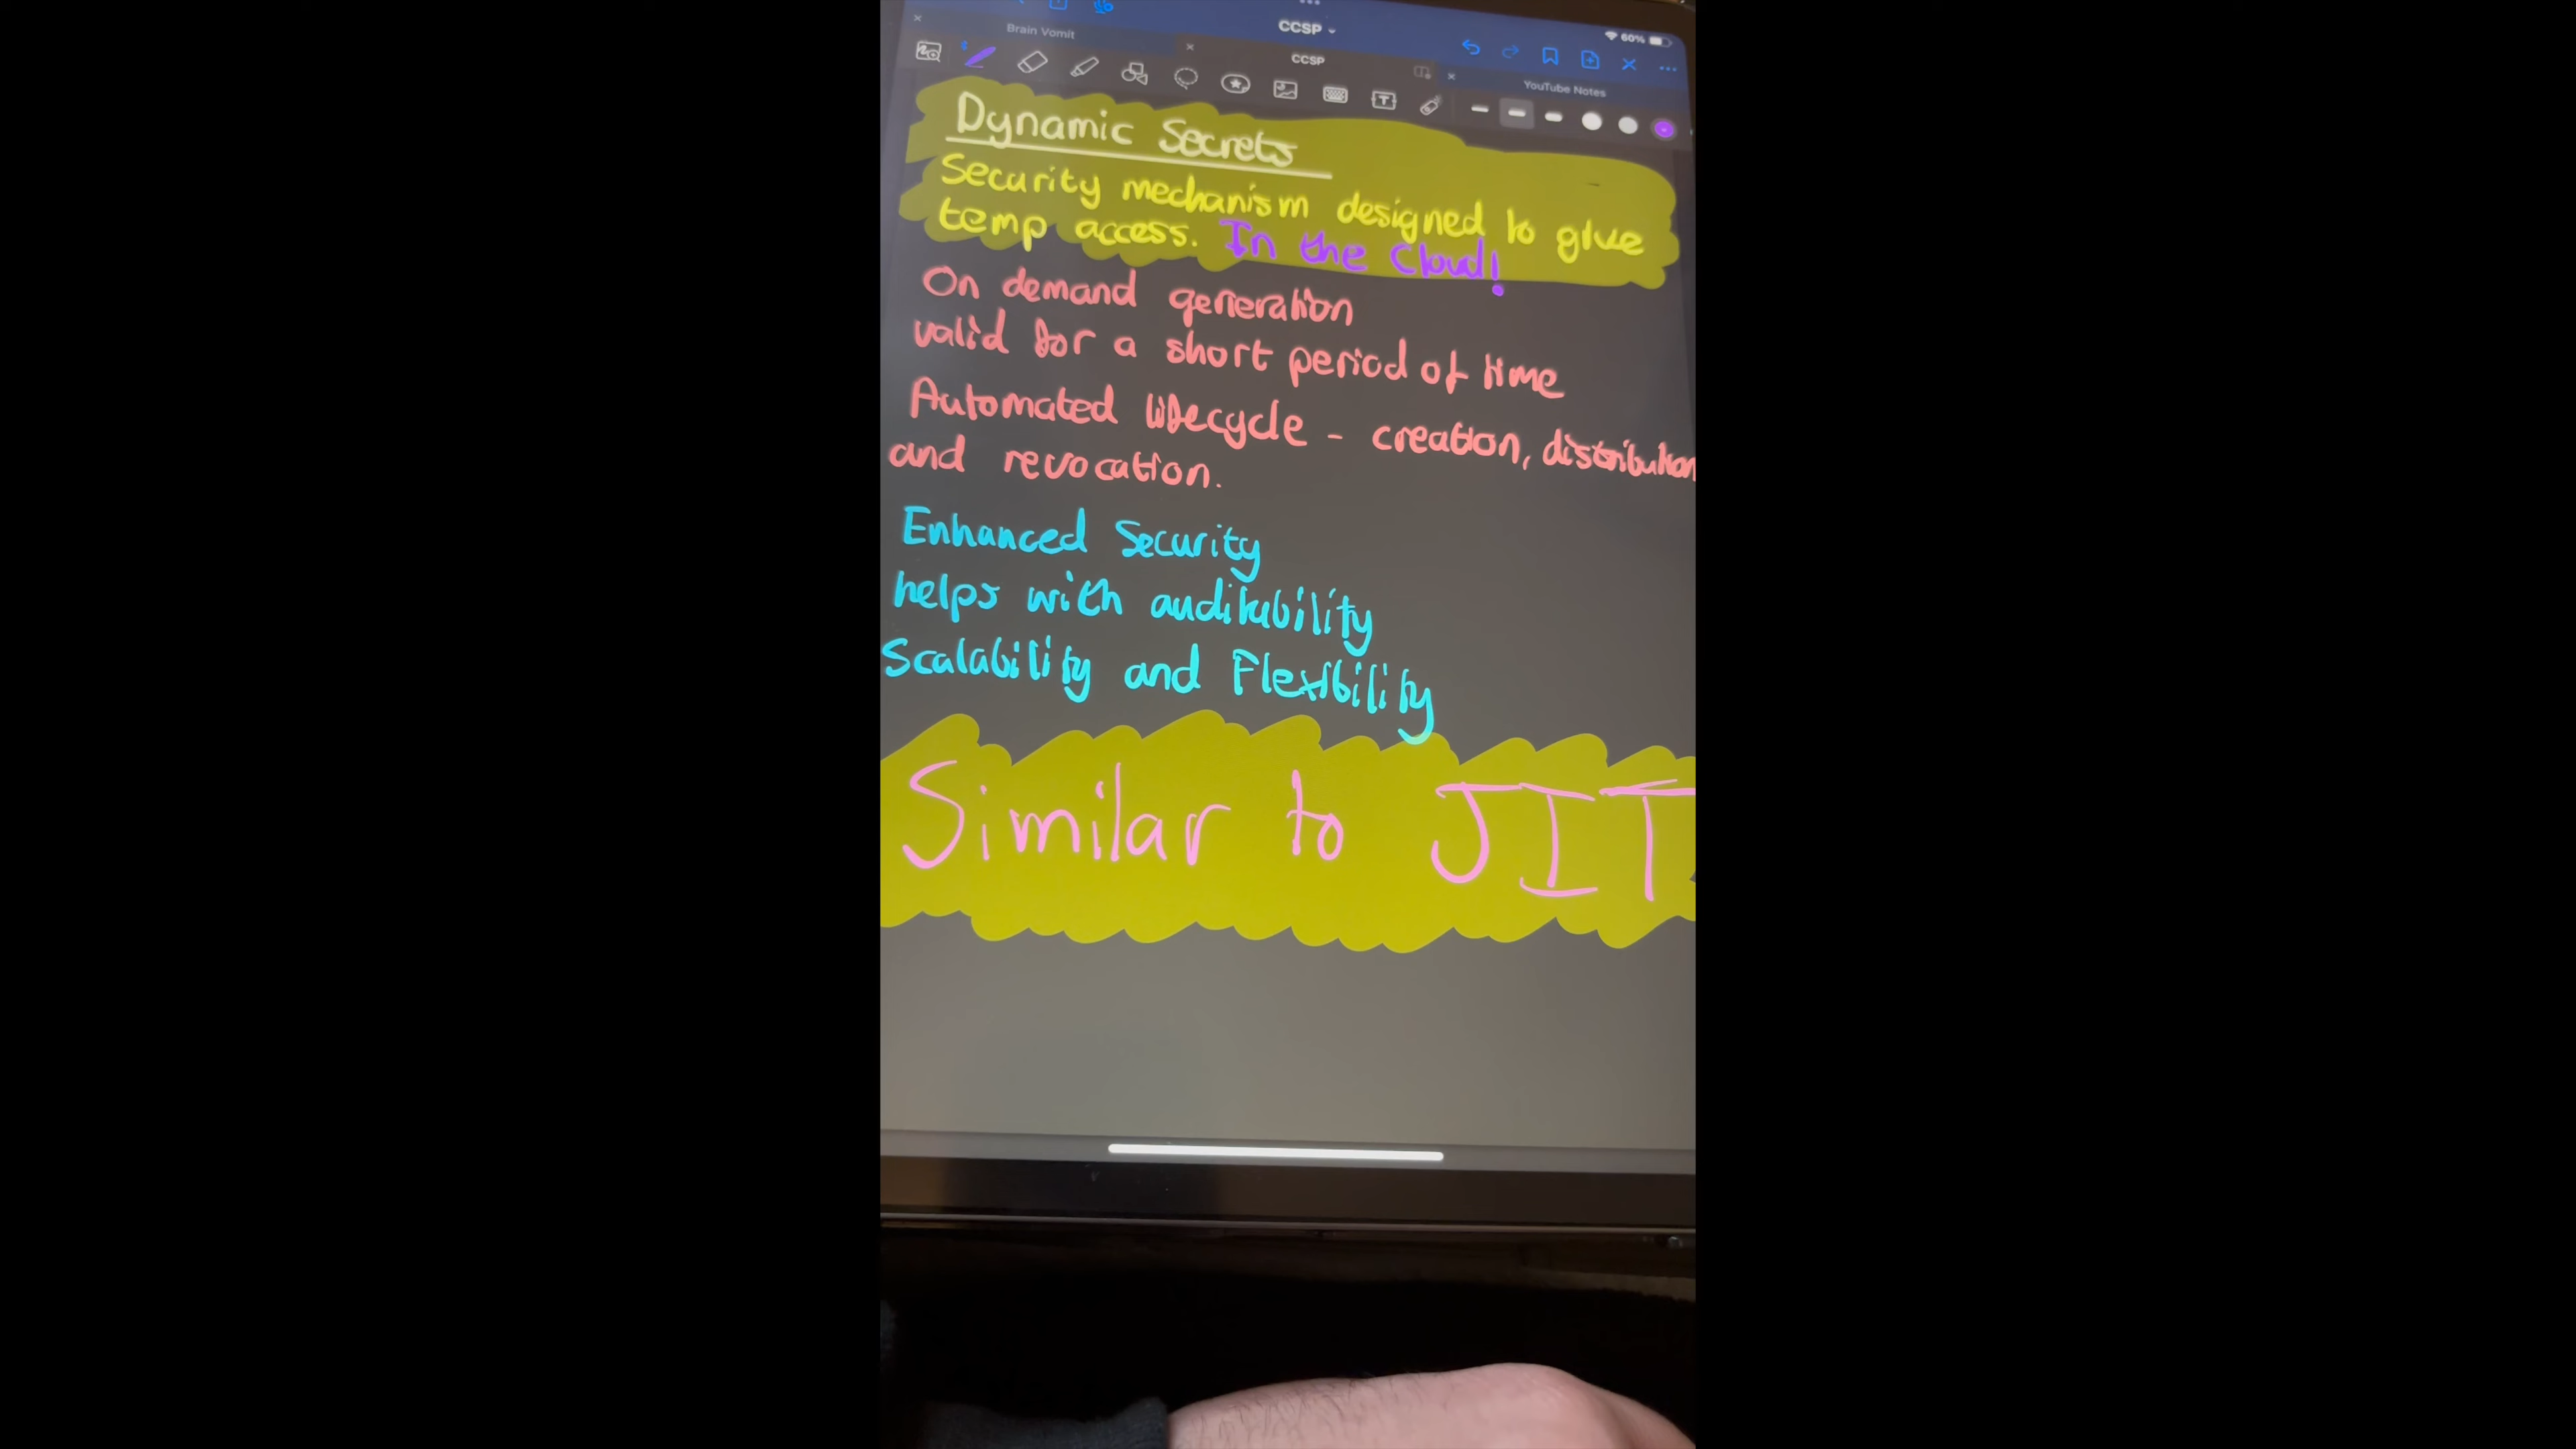 CCSP
60%
Brain Vomit
CCSP
YouTube Notes
Dynamic Secrets
Security mechanism designed to give
temp access. In the Cloud!
On demand generation
valid for a short period of time
Automated lifecycle - creation, distribution
and revocation.
Enhanced Security
helps with auditability
Scalability and Flexibility
Similar to JIT